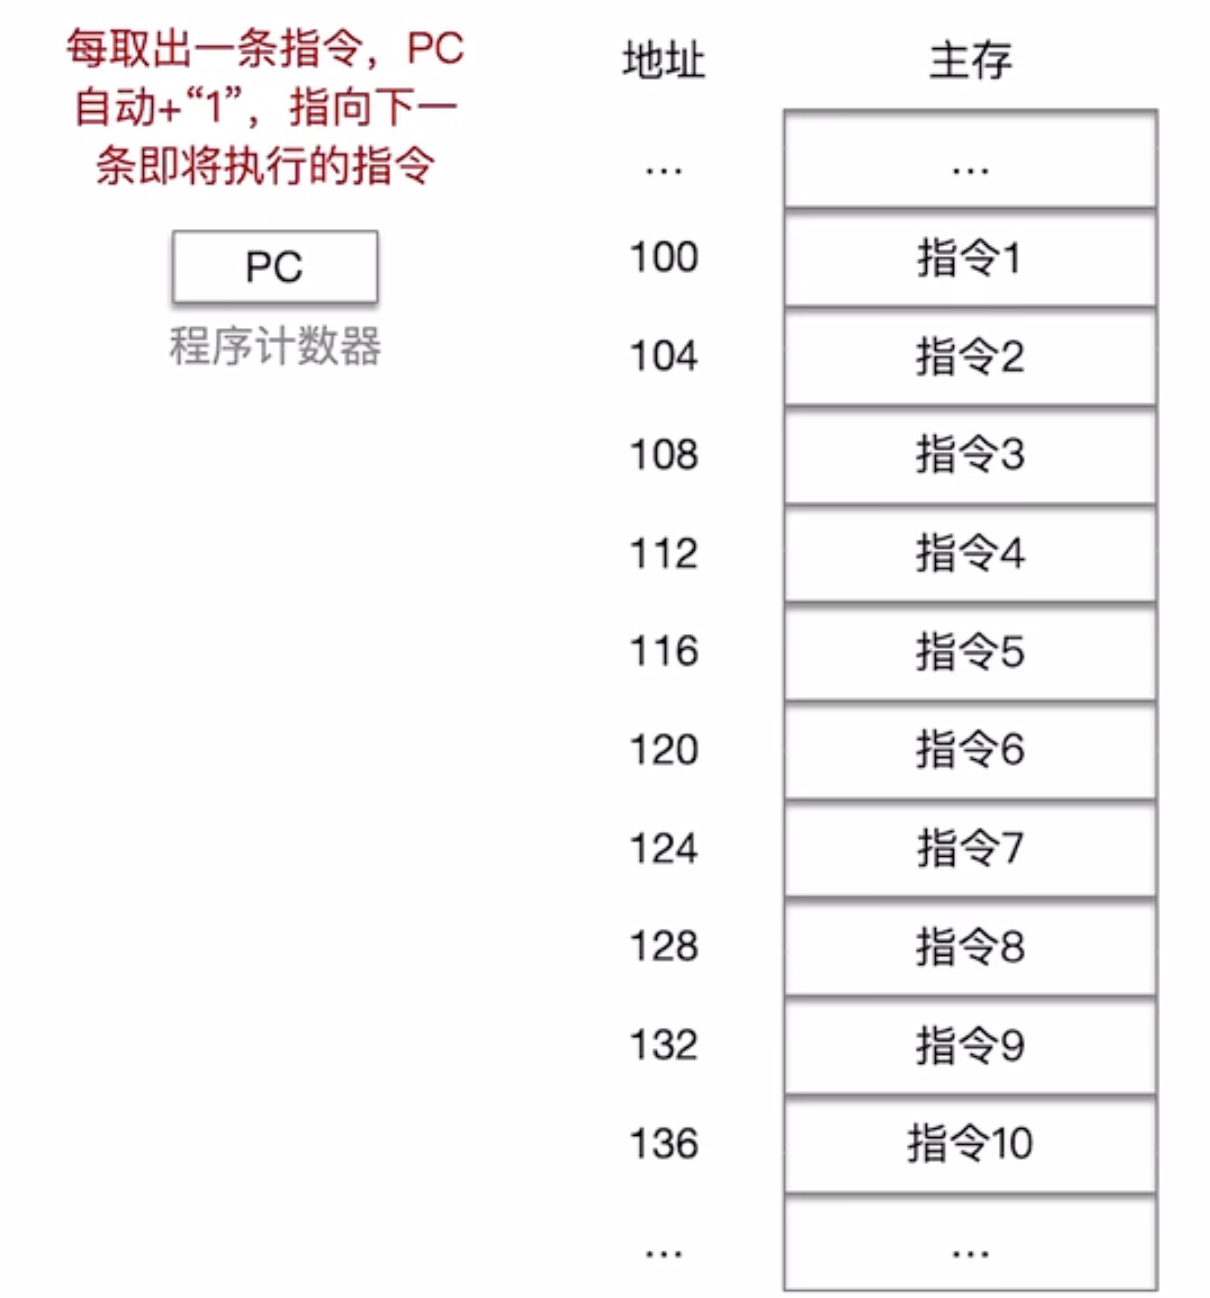 每取出一条指令，PC
自动+“1”，指向下一
条即将执行的指令
PC
程序计数器
地址 主存
... ...
100 指令1
104 指令2
108 指令3
112 指令4
116 指令5
120 指令6
124 指令7
128 指令8
132 指令9
136 指令10
... ...